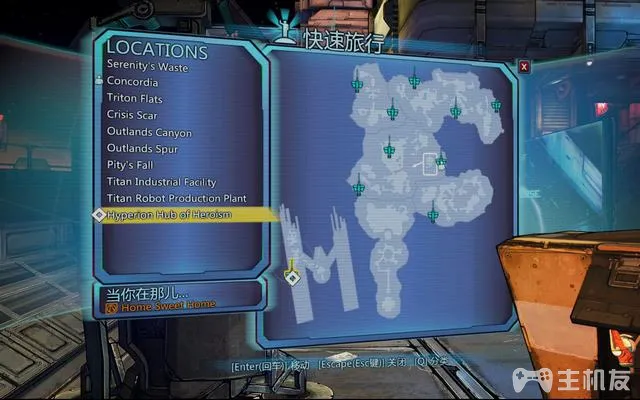 快速旅行
X
LOCATIONS
Serenity's Waste
Concordia
Triton Flats
Crisis Scar
Outlands Canyon
Outlands Spur
Pity's Fall
Titan Industrial Facility
Titan Robot Production Plant
Hyperion Hub of Heroism
当你在那儿...
Home Sweet Home
[Enter(回车)] 移动 [Escape(Esc键)] 关闭 [Q] 分类
主机友